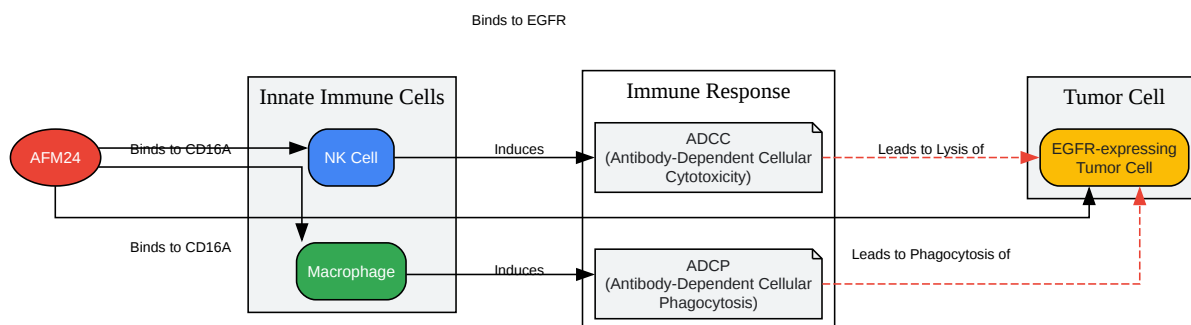 Binds to EGFR
Innate Immune Cells
Immune Response
Tumor Cell
AFM24
Binds to CD16A
NK Cell
Induces
ADCC
(Antibody-Dependent Cellular
Cytotoxicity)
Leads to Lysis of
EGFR-expressing
Tumor Cell
Binds to CD16A
Macrophage
Induces
ADCP
(Antibody-Dependent Cellular
Phagocytosis)
Leads to Phagocytosis of